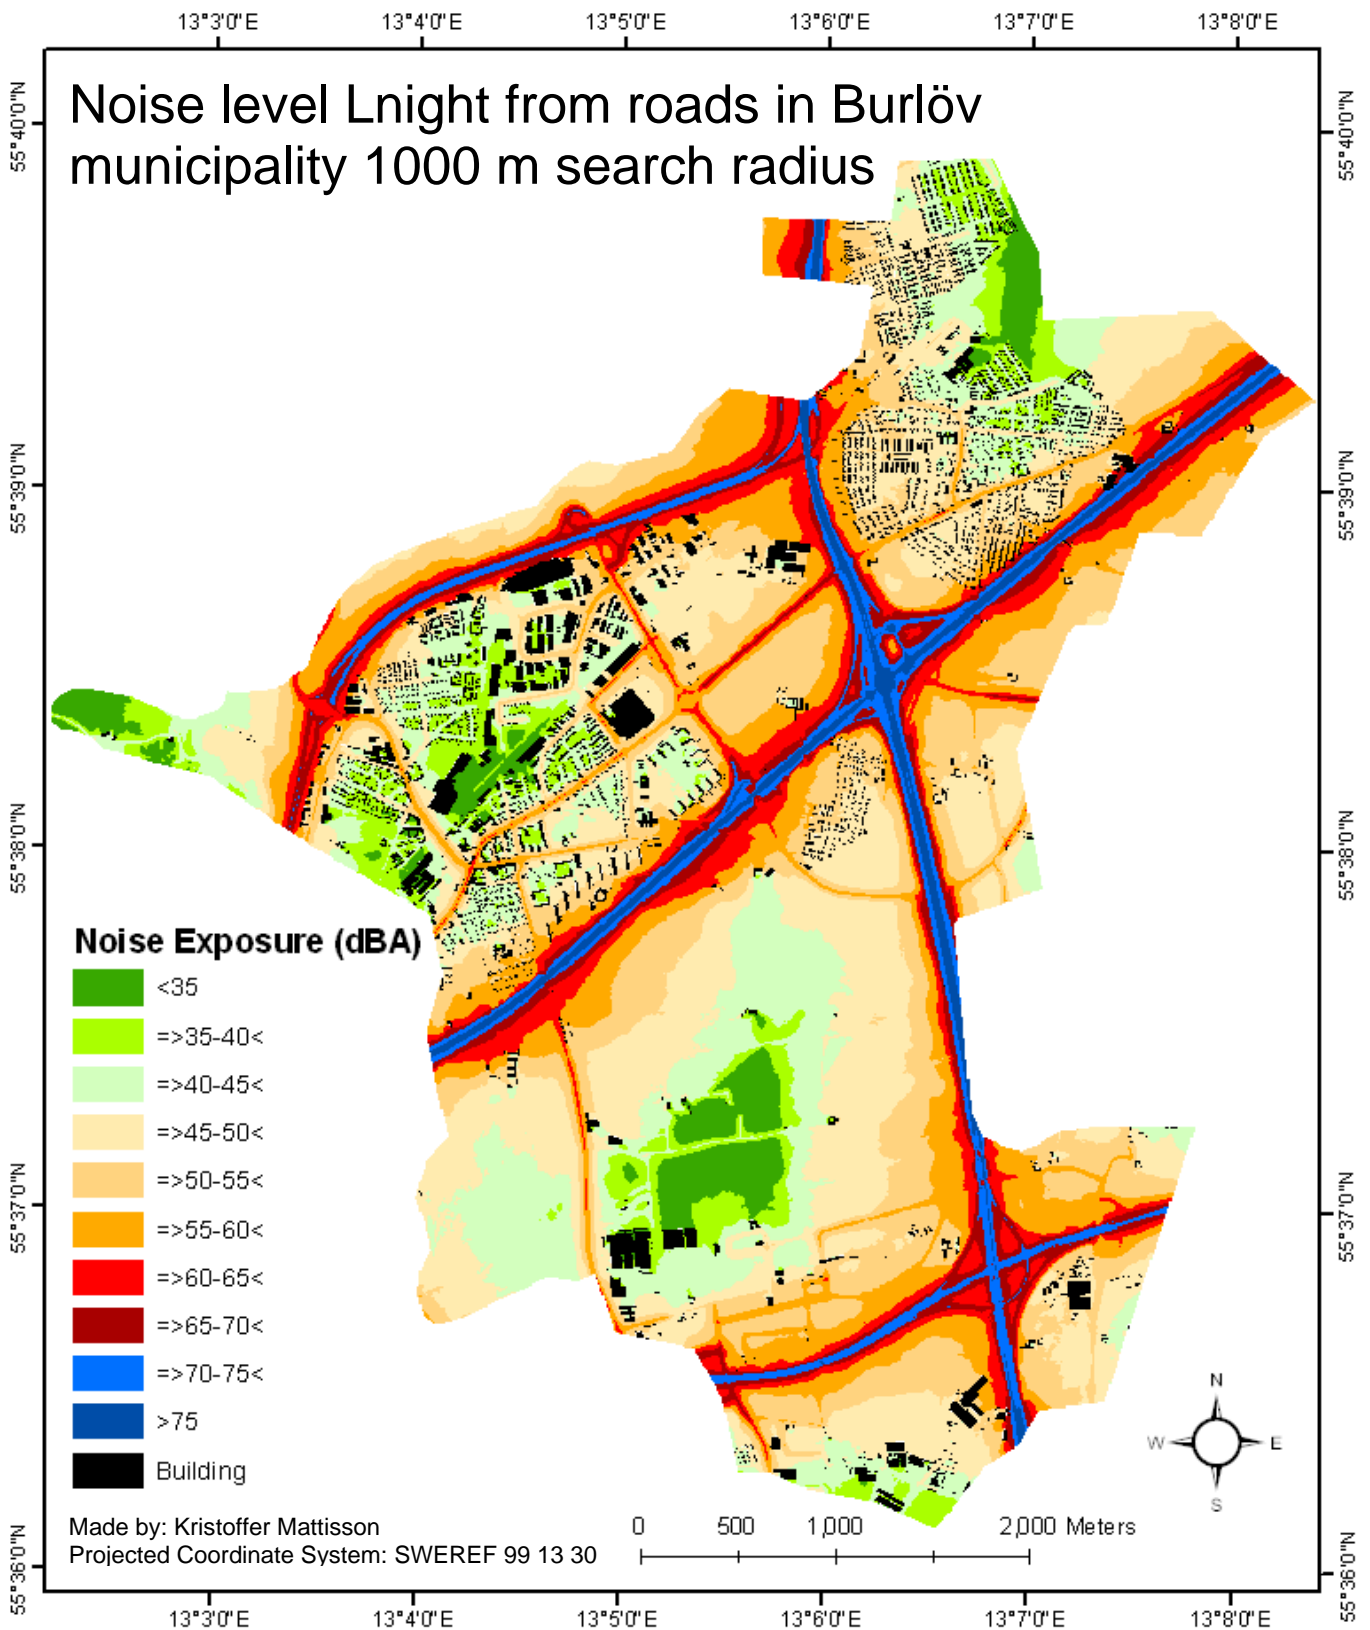 13°3'0"E 13°4'0"E 13°5'0"E 13°6'0"E 13°7'0"E 13°8'0"E
Noise level Lnight from roads in Burlöv
municipality 1000 m search radius
55°40'0"N
55°39'0"N
55°38'0"N
55°37'0"N
55°36'0"N
55°40'0"N
55°39'0"N
55°38'0"N
55°37'0"N
55°36'0"N
Noise Exposure (dBA)
<35
=>35-40<
=>40-45<
=>45-50<
=>50-55<
=>55-60<
=>60-65<
=>65-70<
=>70-75<
>75
Building
N
W E
S
Made by: Kristoffer Mattisson
Projected Coordinate System: SWEREF 99 13 30
0 500 1,000 2,000 Meters
13°3'0"E 13°4'0"E 13°5'0"E 13°6'0"E 13°7'0"E 13°8'0"E